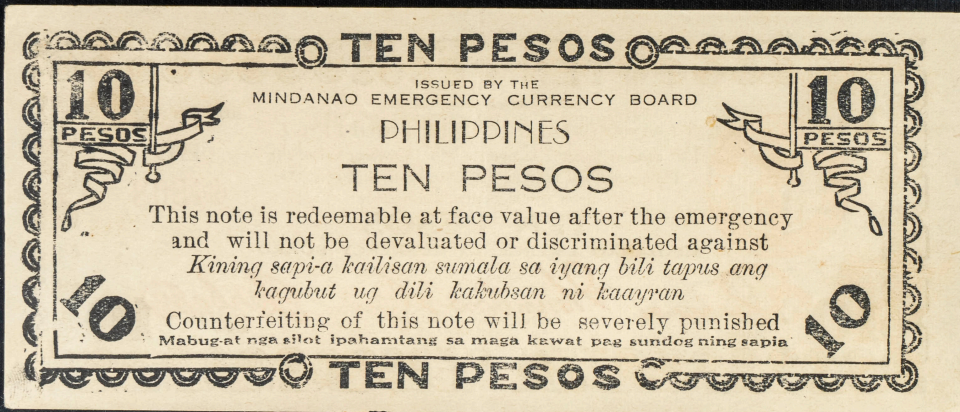 TEN PESOS
10 PESOS
10 PESOS
ISSUED BY THE
MINDANAO EMERGENCY CURRENCY BOARD
PHILIPPINES
TEN PESOS
This note is redeemable at face value after the emergency
and will not be devaluated or discriminated against
Kining sapi-a kailisan sumala sa iyang bili tapus ang
kagubut ug dili kakubsan ni kaayran
Counterfeiting of this note will be severely punished
Mabug-at nga silot ipahamtang sa maga kawat pag sundog ning sapia
10
10
TEN PESOS